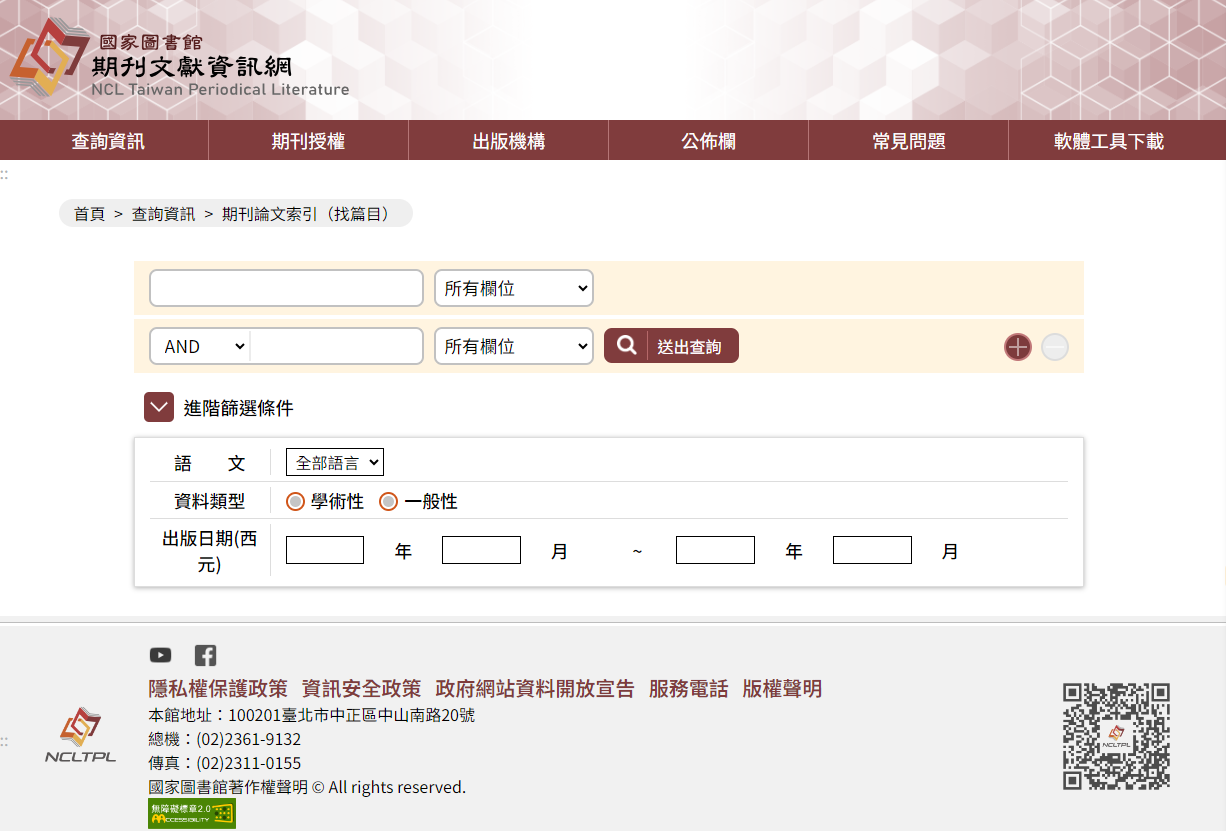 國家圖書館
期刊文獻資訊網
NCL Taiwan Periodical Literature
查詢資訊 期刊授權 出版機構 公佈欄 常見問題 軟體工具下載
:::
首頁 > 查詢資訊 > 期刊論文索引（找篇目）
所有欄位
AND 所有欄位 送出查詢
進階篩選條件
語 文 全部語言
資料類型 學術性 一般性
出版日期(西元) 年 月 ~ 年 月
隱私權保護政策 資訊安全政策 政府網站資料開放宣告 服務電話 版權聲明
本館地址：100201臺北市中正區中山南路20號
總機：(02)2361-9132
傳真：(02)2311-0155
國家圖書館著作權聲明 © All rights reserved.
無障礙標章2.0
ACCESSIBILITY
:::
NCLTPL
NCLTPL